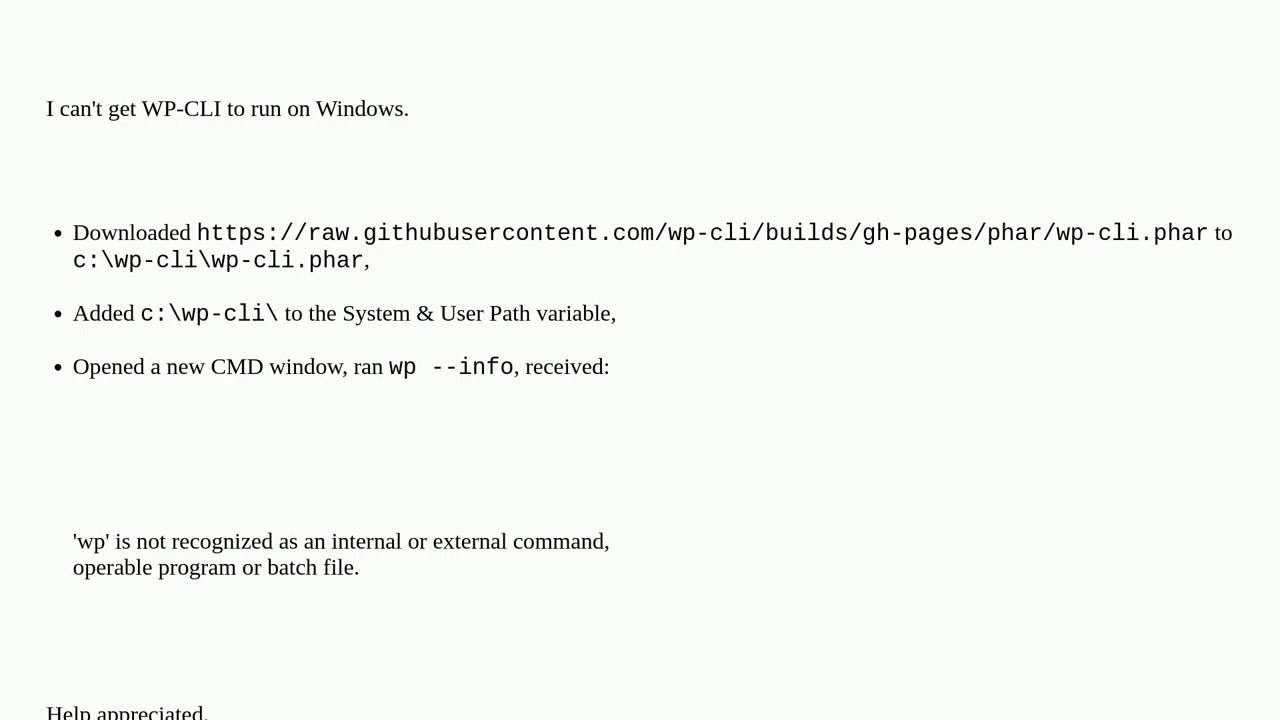 I can't get WP-CLI to run on Windows.
• Downloaded https://raw.githubusercontent.com/wp-cli/builds/gh-pages/phar/wp-cli.phar to
c:\wp-cli\wp-cli.phar,
• Added c:\wp-cli\ to the System & User Path variable,
• Opened a new CMD window, ran wp --info, received:
'wp' is not recognized as an internal or external command,
operable program or batch file.
Help appreciated.